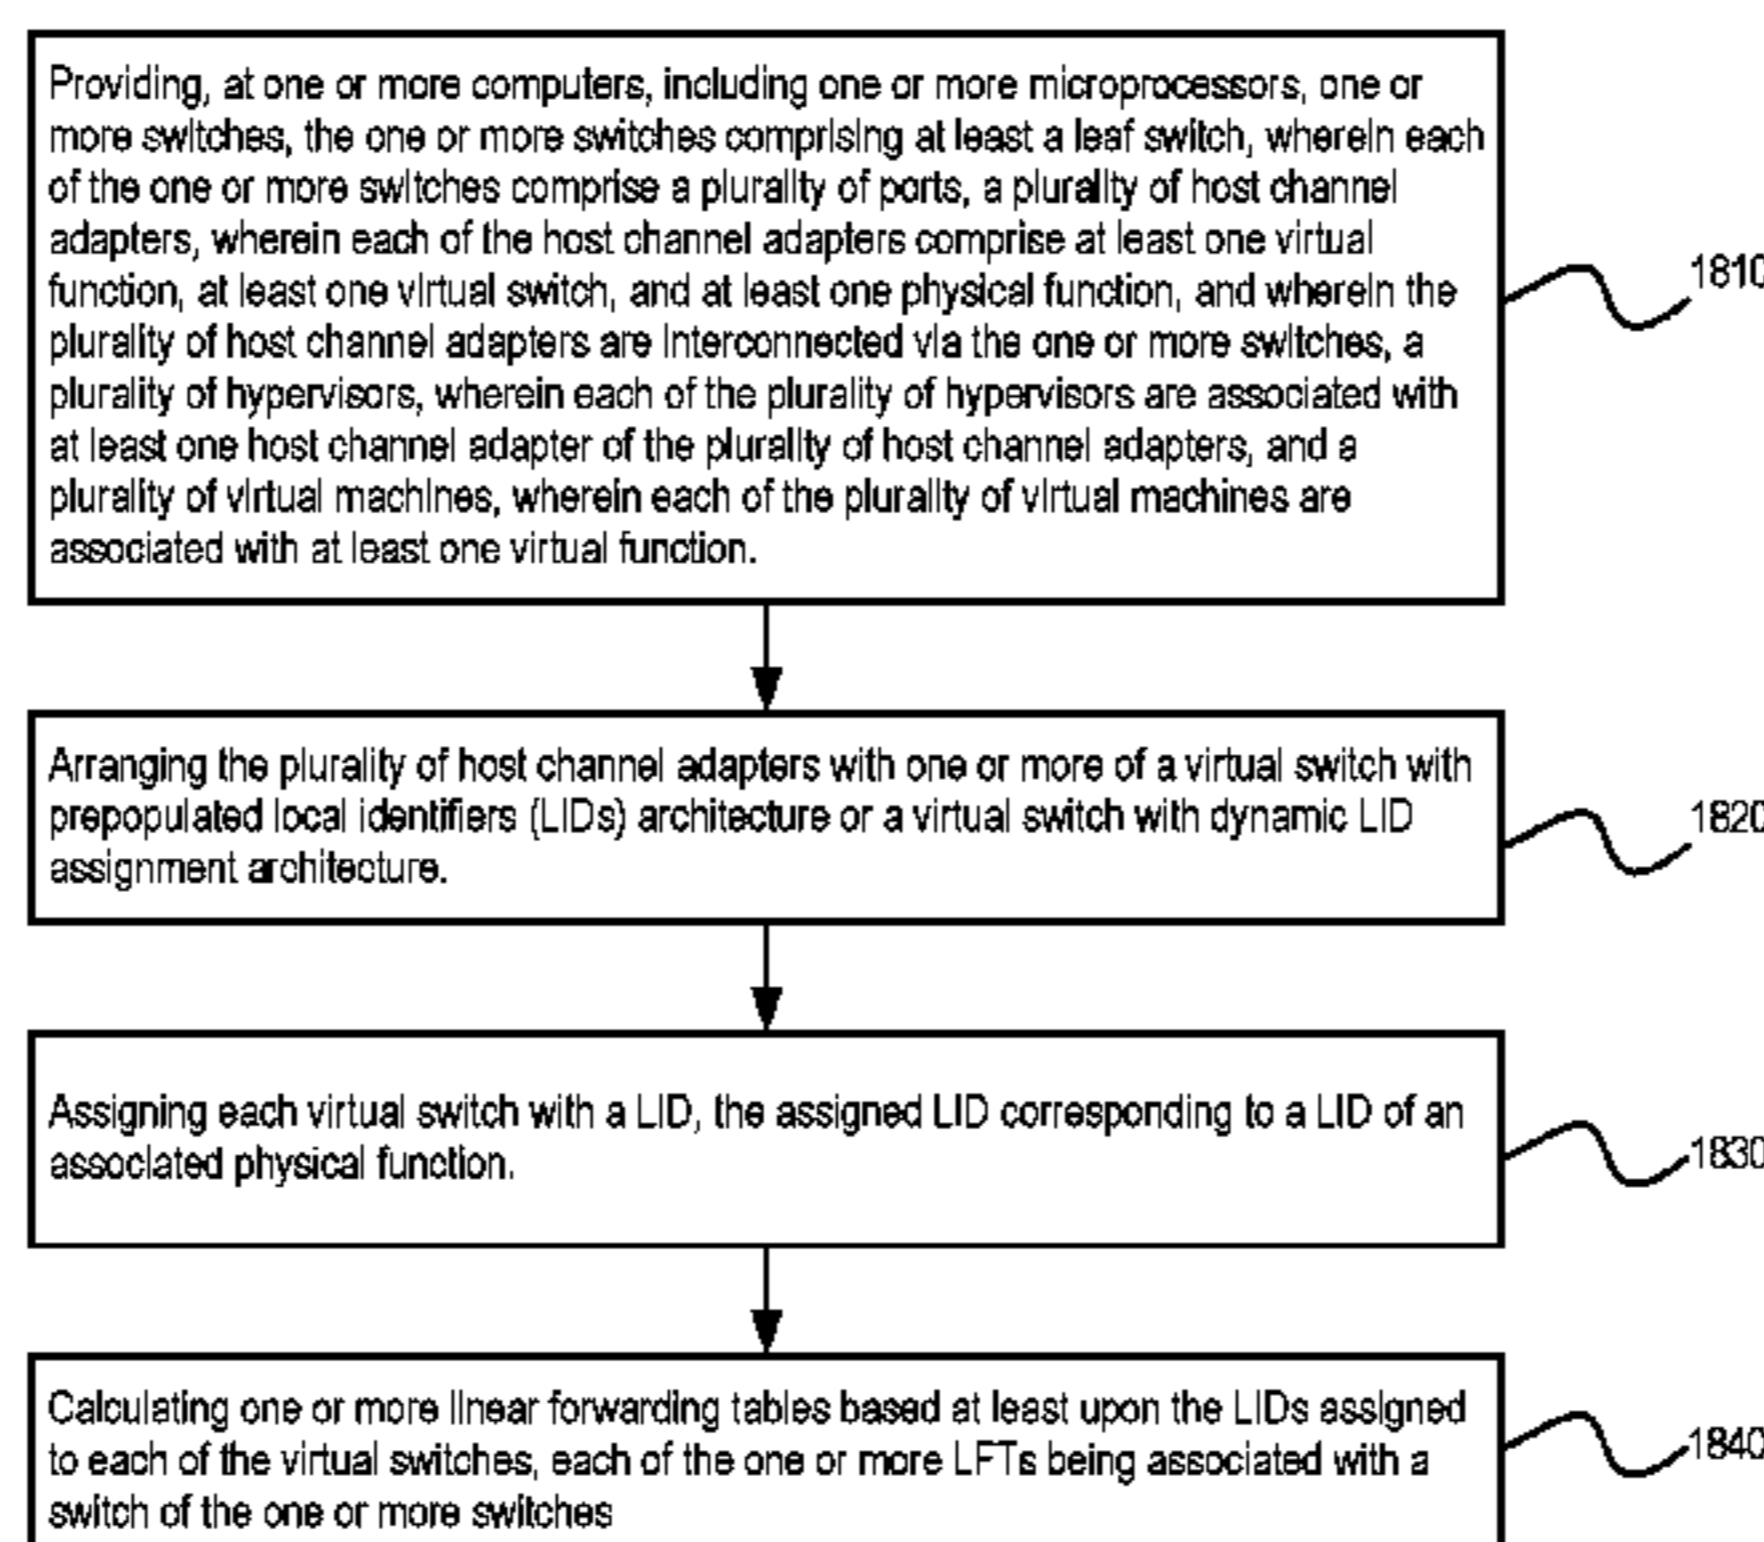 Providing, at one or more computers, including one or more microprocessors, one or
more switches, the one or more switches comprising at least a leaf switch, wherein each
of the one or more switches comprise a plurality of ports, a plurality of host channel
adapters, wherein each of the host channel adapters comprise at least one virtual
function, at least one virtual switch, and at least one physical function, and wherein the
plurality of host channel adapters are interconnected via the one or more switches, a
plurality of hypervisors, wherein each of the plurality of hypervisors are associated with
at least one host channel adapter of the plurality of host channel adapters, and a
plurality of virtual machines, wherein each of the plurality of virtual machines are
associated with at least one virtual function.
1810
Arranging the plurality of host channel adapters with one or more of a virtual switch with
prepopulated local identifiers (LIDs) architecture or a virtual switch with dynamic LID
assignment architecture.
1820
Assigning each virtual switch with a LID, the assigned LID corresponding to a LID of an
associated physical function.
1830
Calculating one or more linear forwarding tables based at least upon the LIDs assigned
to each of the virtual switches, each of the one or more LFTs being associated with a
switch of the one or more switches
1840